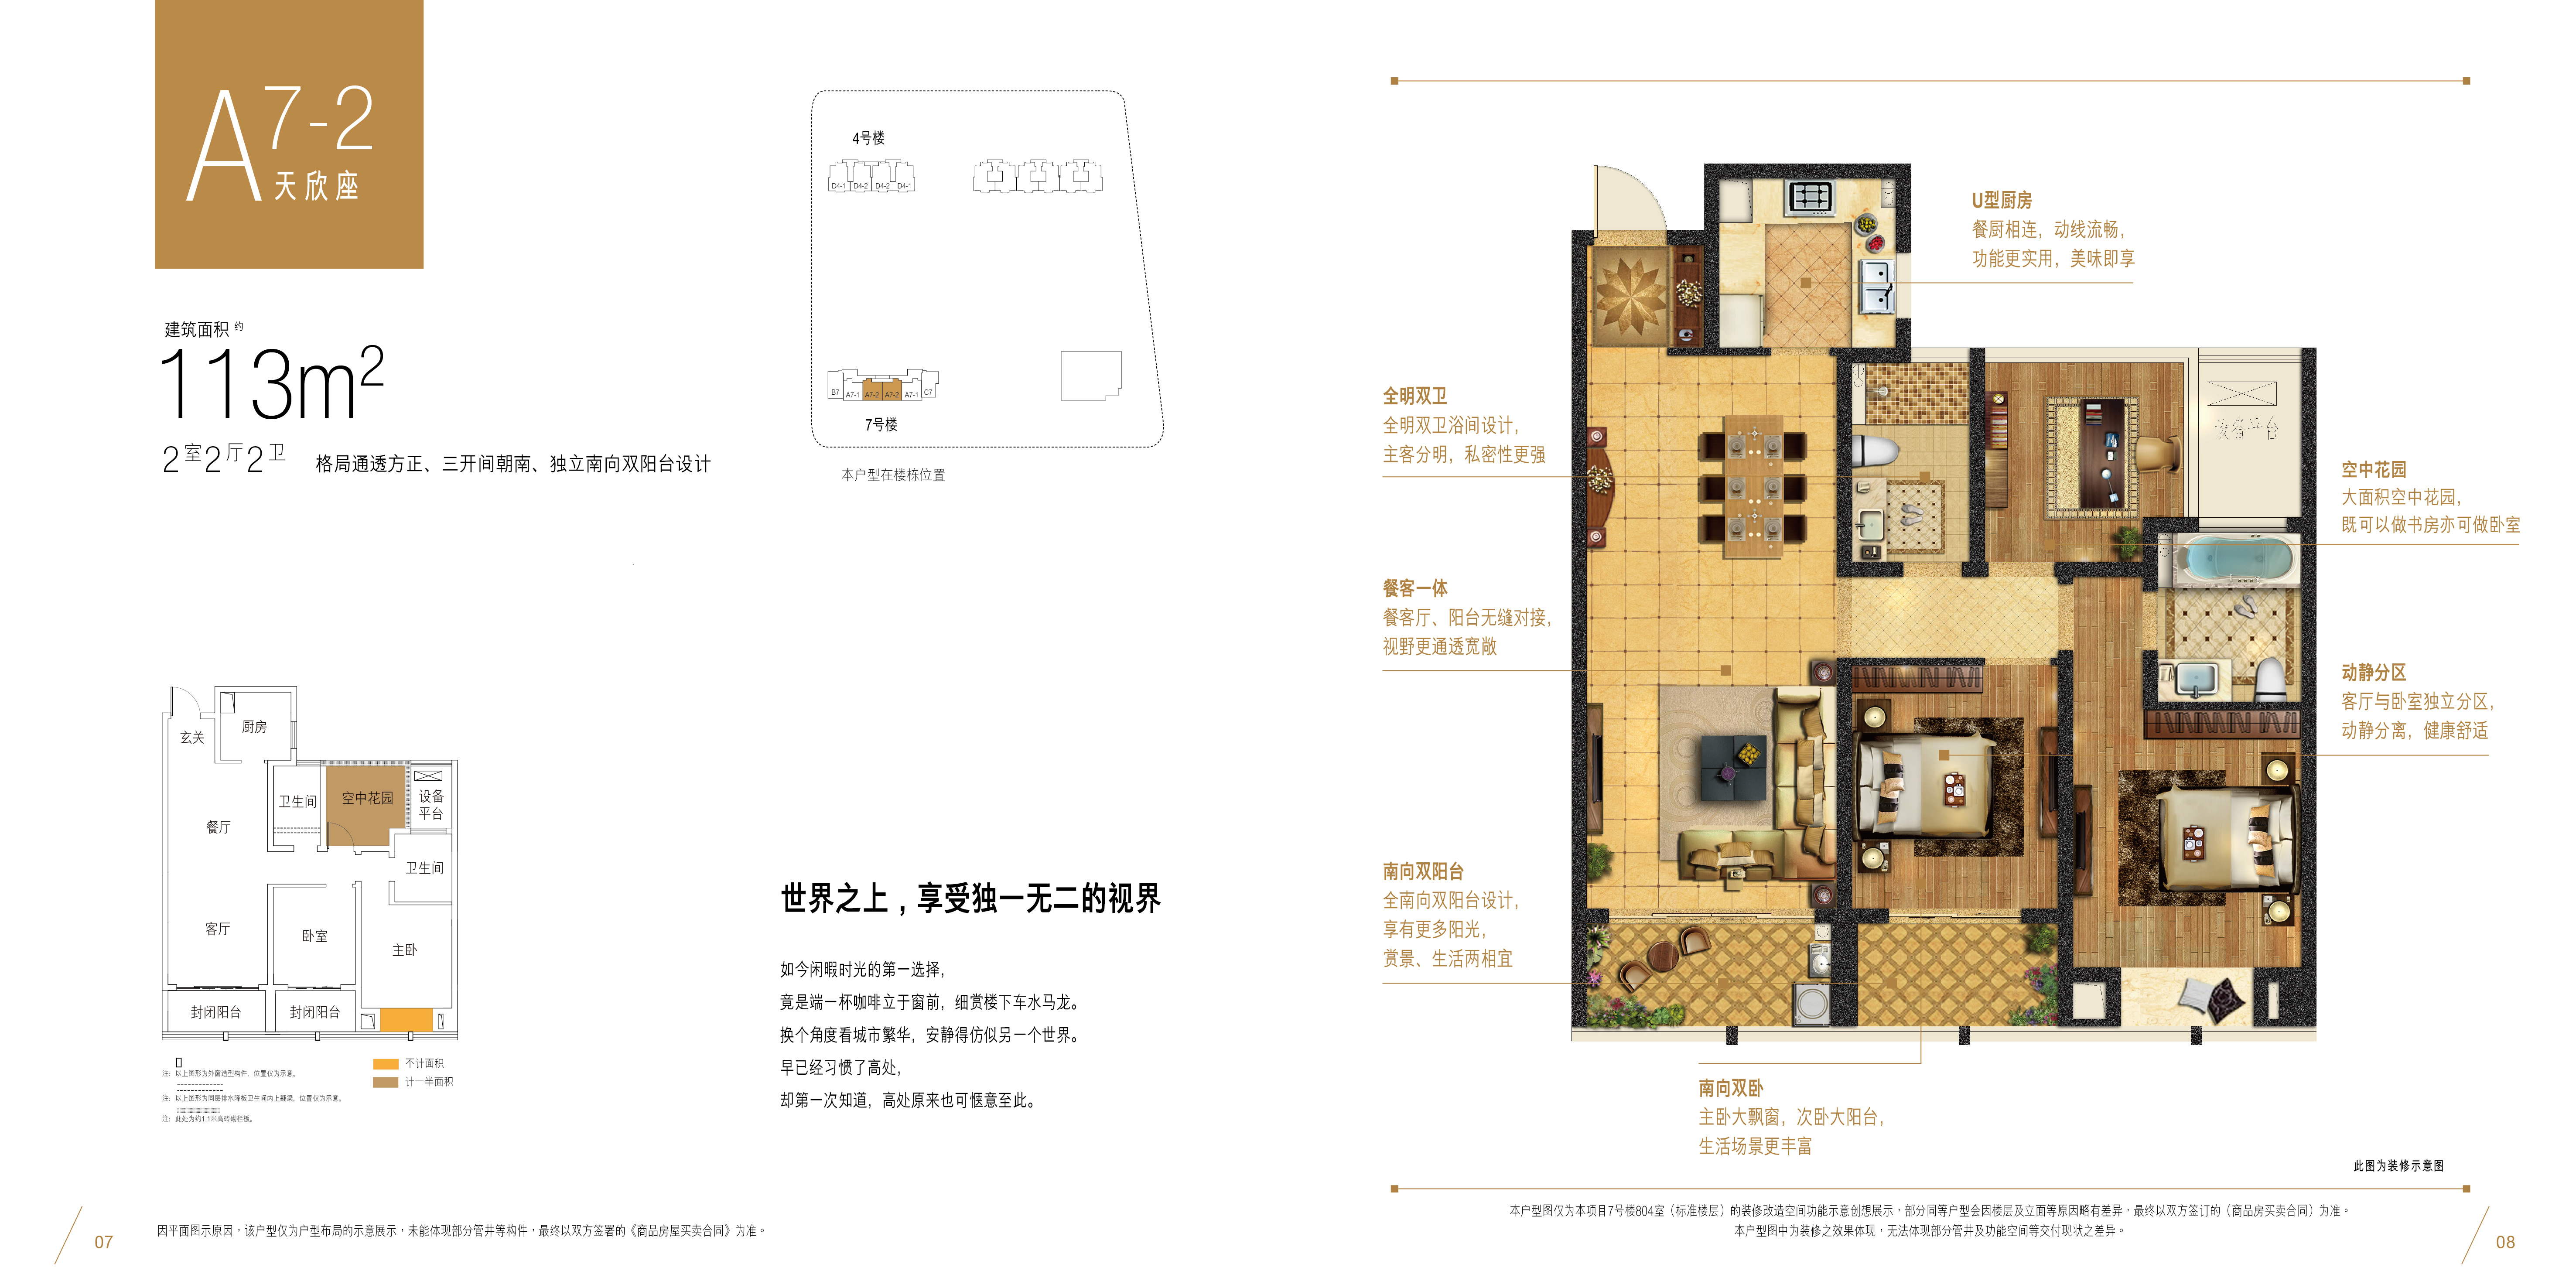 A7-2
天欣座
建筑面积 约
113m²
2室2厅2卫 格局通透方正、三开间朝南、独立南向双阳台设计
4号楼
D4-1 D4-2 D4-2 D4-1
B7 A7-1 A7-2 A7-2 A7-1 C7
7号楼
本户型在楼栋位置
厨房
玄关
卫生间
空中花园
设备
平台
餐厅
卫生间
客厅
卧室
主卧
封闭阳台
封闭阳台
不计面积
计一半面积
注：以上图形为外窗造型构件，位置仅为示意。
注：以上图形为同层排水降板卫生间内上翻梁，位置仅为示意。
注：此处为约1.1米高砖砌栏板。
世界之上，享受独一无二的视界
如今闲暇时光的第一选择，
竟是端一杯咖啡立于窗前，细赏楼下车水马龙。
换个角度看城市繁华，安静得仿似另一个世界。
早已经习惯了高处，
却第一次知道，高处原来也可惬意至此。
因平面图示原因，该户型仅为户型布局的示意展示，未能体现部分管井等构件，最终以双方签署的《商品房屋买卖合同》为准。
07
U型厨房
餐厨相连，动线流畅，
功能更实用，美味即享
全明双卫
全明双卫浴间设计，
主客分明，私密性更强
设备平台
空中花园
大面积空中花园，
既可以做书房亦可做卧室
餐客一体
餐客厅、阳台无缝对接，
视野更通透宽敞
动静分区
客厅与卧室独立分区，
动静分离，健康舒适
南向双阳台
全南向双阳台设计，
享有更多阳光，
赏景、生活两相宜
南向双卧
主卧大飘窗，次卧大阳台，
生活场景更丰富
此图为装修示意图
本户型图仅为本项目7号楼804室（标准楼层）的装修改造空间功能示意创想展示，部分同等户型会因楼层及立面等原因略有差异，最终以双方签订的（商品房买卖合同）为准。
本户型图中为装修之效果体现，无法体现部分管井及功能空间等交付现状之差异。
08